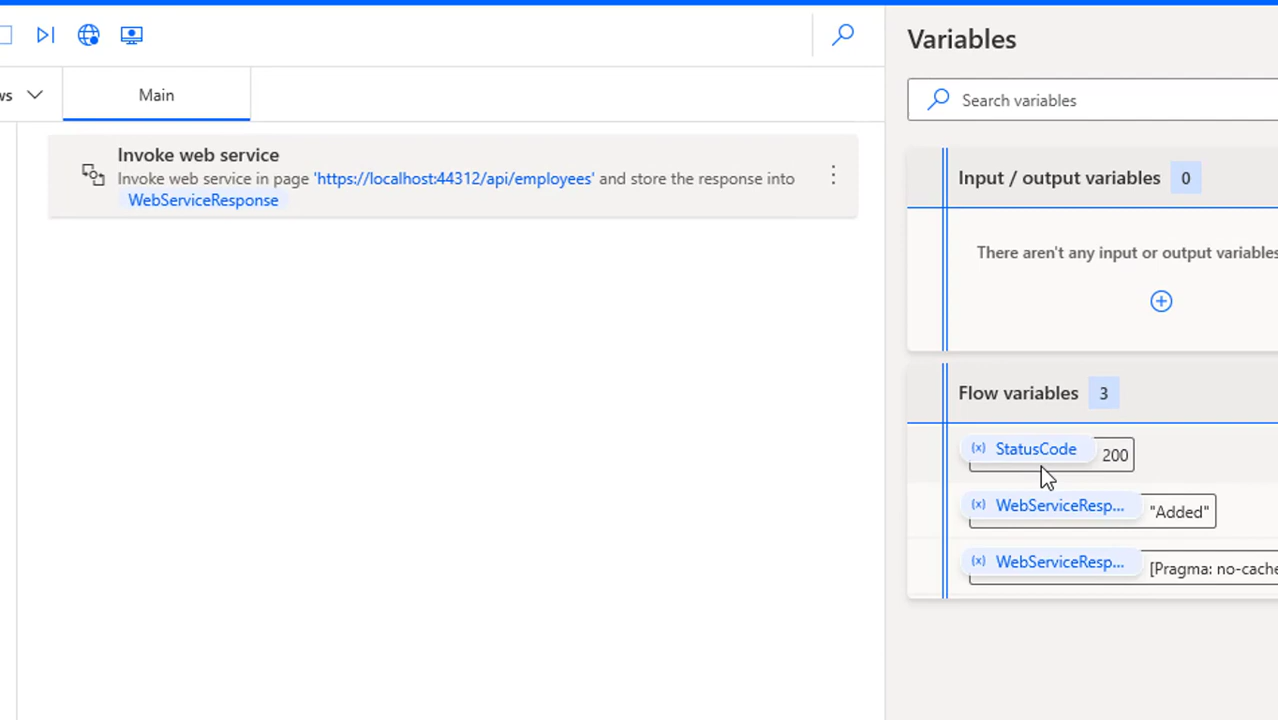 ws
Main
Invoke web service
Invoke web service in page 'https://localhost:44312/api/employees' and store the response into
WebServiceResponse
Variables
Search variables
Input / output variables 0
There aren't any input or output variables
Flow variables 3
(x) StatusCode 200
(x) WebServiceResp... "Added"
(x) WebServiceResp... [Pragma: no-cache